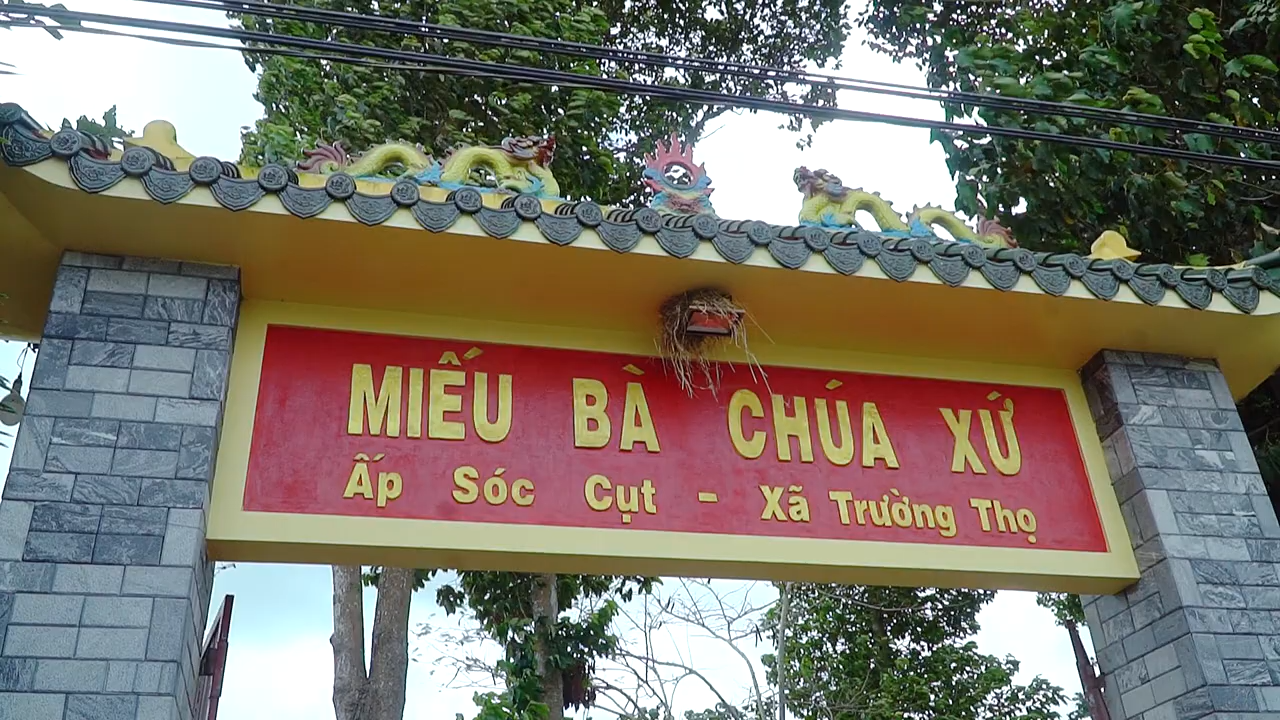 MIẾU BÀ CHÚA XỨ
Ấp Sóc Cụt - Xã Trường Thọ